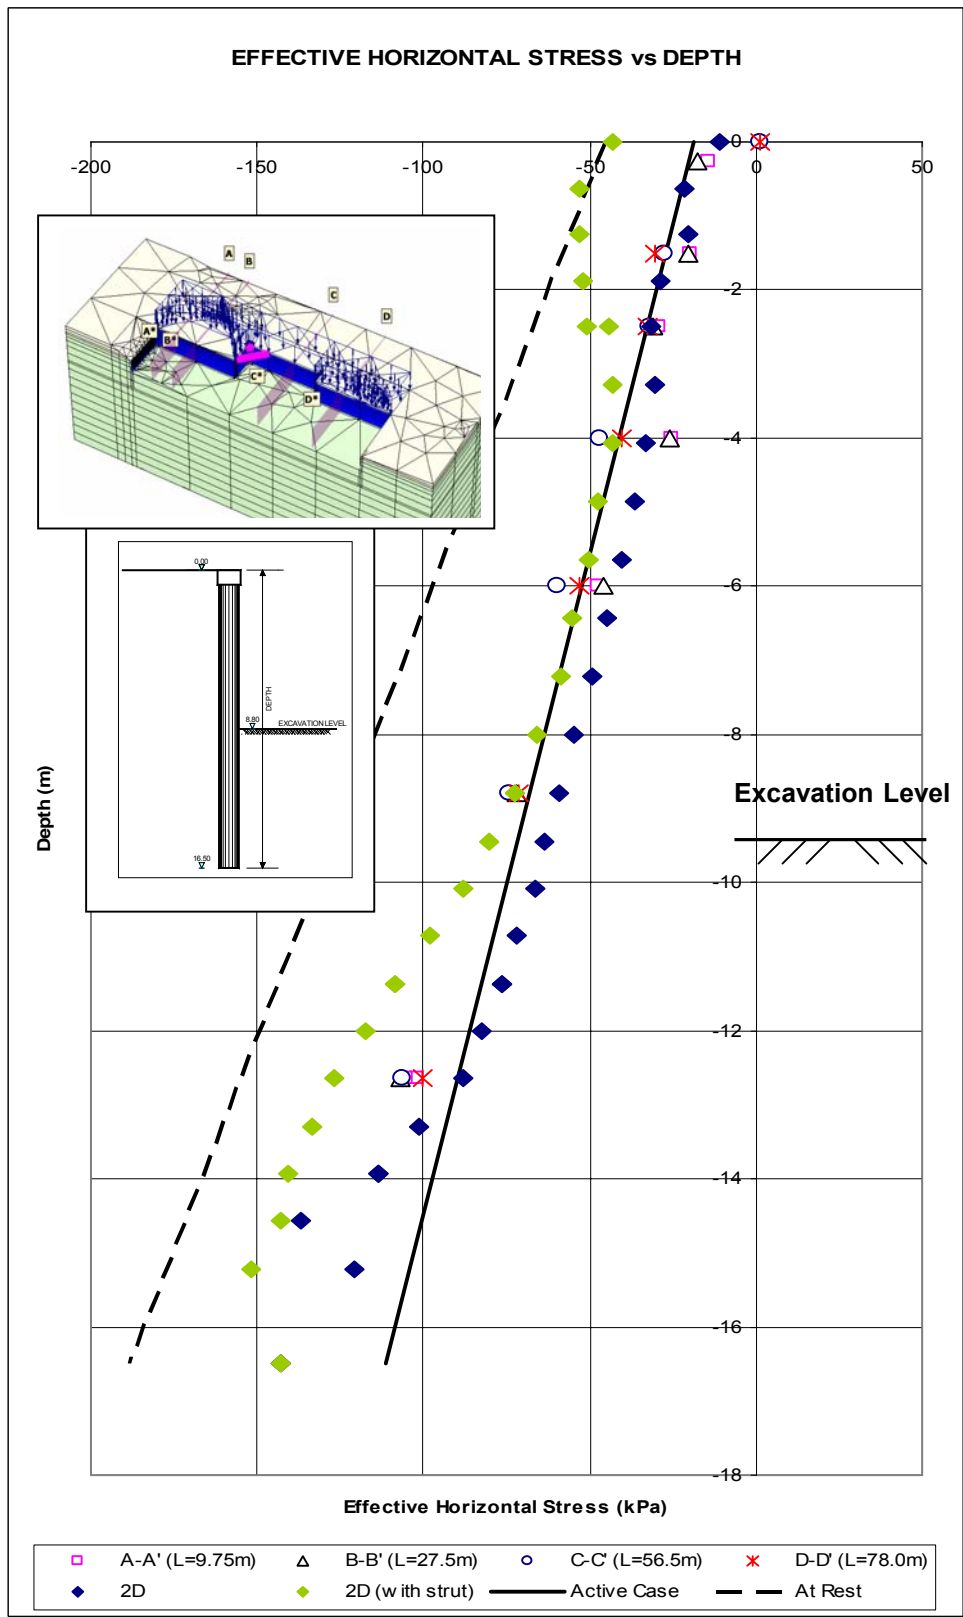 EFFECTIVE HORIZONTAL STRESS vs DEPTH
0
-200 -150 -100 -50 0 50
A
B
C
D
A*
B*
C*
D*
-2
-4
0.00
-6
DEPTH
8.80
EXCAVATION LEVEL
-8
Depth (m)
Excavation Level
16.50
-10
-12
-14
-16
-18
Effective Horizontal Stress (kPa)
A-A' (L=9.75m) B-B' (L=27.5m) C-C' (L=56.5m) D-D' (L=78.0m)
2D 2D (with strut) Active Case At Rest